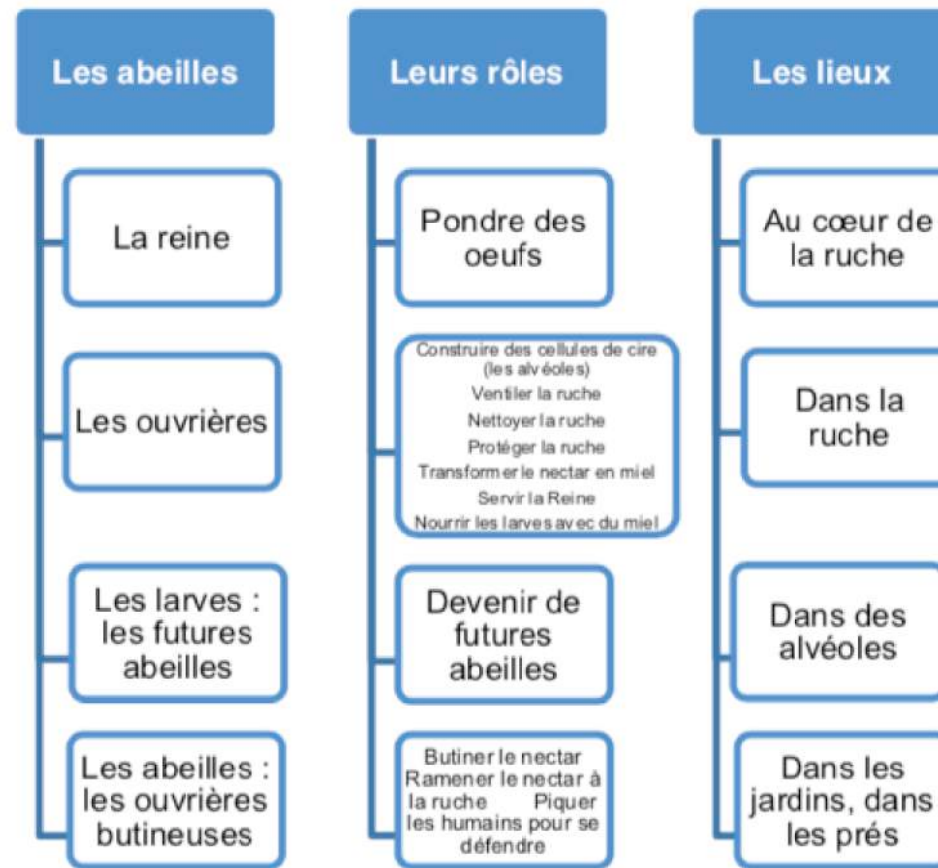 Les abeilles
La reine
Les ouvrières
Les larves :
les futures
abeilles
Les abeilles :
les ouvrières
butineuses
Leurs rôles
Pondre des
oeufs
Construire des cellules de cire
(les alvéoles)
Ventiler la ruche
Nettoyer la ruche
Protéger la ruche
Transformer le nectar en miel
Servir la Reine
Nourrir les larves avec du miel
Devenir de
futures
abeilles
Butiner le nectar
Ramener le nectar à
la ruche Piquer
les humains pour se
défendre
Les lieux
Au cœur de
la ruche
Dans la
ruche
Dans des
alvéoles
Dans les
jardins, dans
les prés